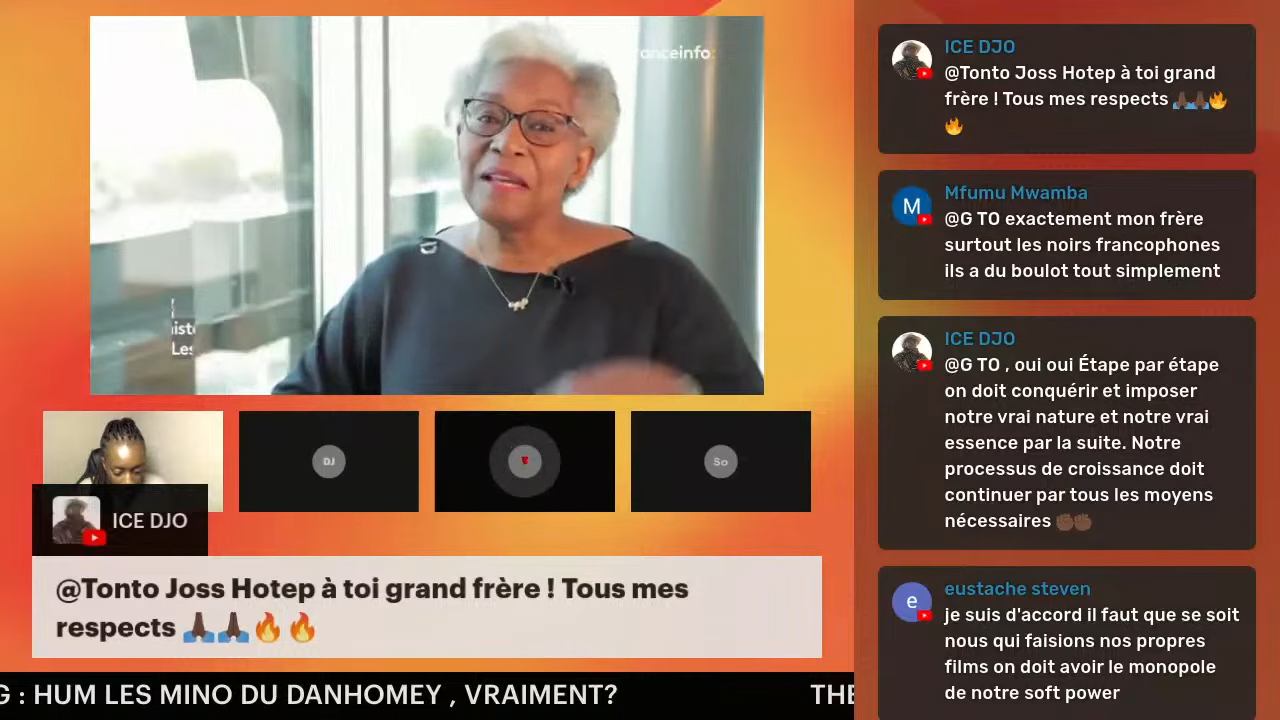 anceinfo:
iste
Les
DJ
So
ICE DJO
@Tonto Joss Hotep à toi grand frère ! Tous mes
respects 🙏🏿🙏🏿🔥🔥
G : HUM LES MINO DU DANHOMEY , VRAIMENT?
THE
ICE DJO
@Tonto Joss Hotep à toi grand
frère ! Tous mes respects 🙏🏿🙏🏿🔥
🔥
M
Mfumu Mwamba
@G TO exactement mon frère
surtout les noirs francophones
ils a du boulot tout simplement
ICE DJO
@G TO , oui oui Étape par étape
on doit conquérir et imposer
notre vrai nature et notre vrai
essence par la suite. Notre
processus de croissance doit
continuer par tous les moyens
nécessaires ✊🏿✊🏿
e
eustache steven
je suis d'accord il faut que se soit
nous qui faisions nos propres
films on doit avoir le monopole
de notre soft power